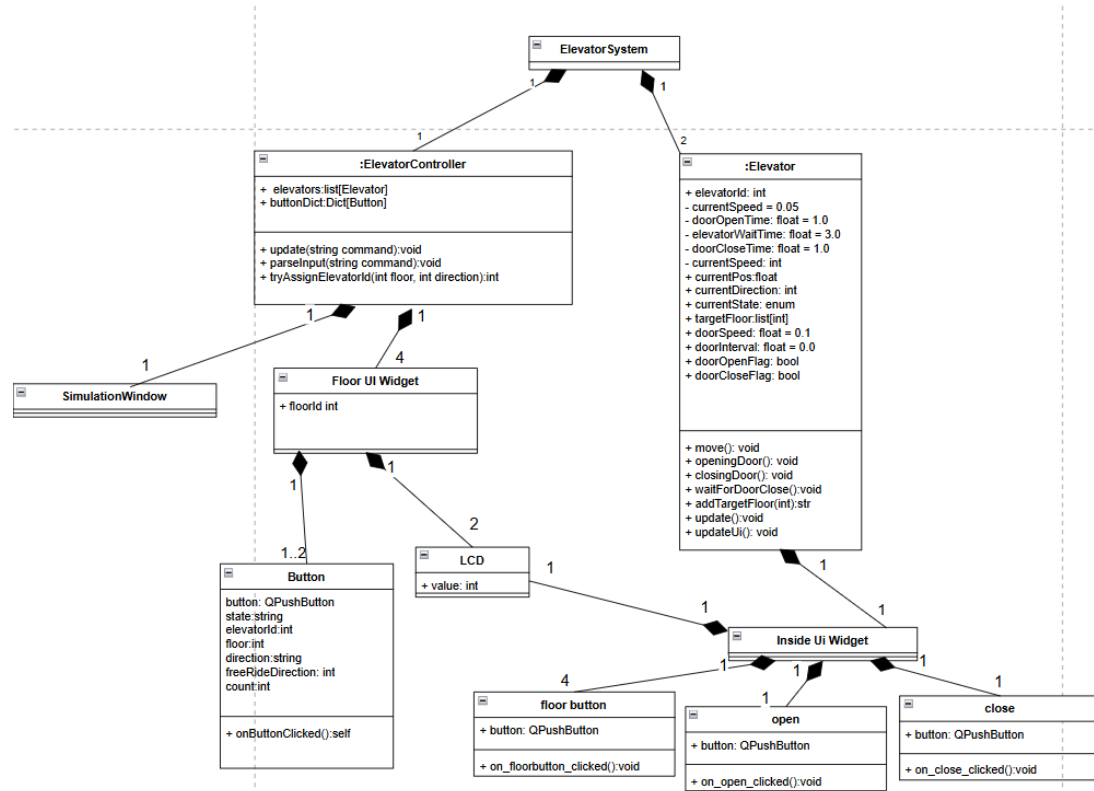 ElevatorSystem
1
1
1
2
:ElevatorController
+ elevators:list[Elevator]
+ buttonDict:Dict[Button]
+ update(string command):void
+ parseInput(string command):void
+ tryAssignElevatorId(int floor, int direction):int
:Elevator
+ elevatorId: int
- currentSpeed = 0.05
- doorOpenTime: float = 1.0
- elevatorWaitTime: float = 3.0
- doorCloseTime: float = 1.0
- currentSpeed: int
+ currentPos:float
+ currentDirection: int
+ currentState: enum
+ targetFloor:list[int]
+ doorSpeed: float = 0.1
+ doorInterval: float = 0.0
+ doorOpenFlag: bool
+ doorCloseFlag: bool
+ move(): void
+ openingDoor(): void
+ closingDoor(): void
+ waitForDoorClose():void
+ addTargetFloor(int):str
+ update():void
+ updateUi(): void
1
1
1
4
SimulationWindow
Floor UI Widget
+ floorId int
1
1
1..2
2
Button
button: QPushButton
state:string
elevatorId:int
floor:int
direction:string
freeRideDirection: int
count:int
+ onButtonClicked():self
LCD
+ value: int
1
1
1
1
Inside Ui Widget
1
1
1
4
1
1
floor button
+ button: QPushButton
+ on_floorbutton_clicked():void
open
+ button: QPushButton
+ on_open_clicked():void
close
+ button: QPushButton
+ on_close_clicked():void